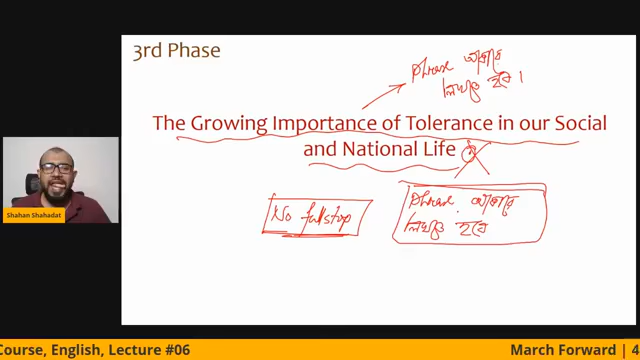 3rd Phase
Phrase আকারে
লিখতে হবে।
The Growing Importance of Tolerance in our Social
and National Life
No fullstop
Phrase আকারে
লিখতে হবে
Shahan Shahadat
Course, English, Lecture #06
March Forward | 4